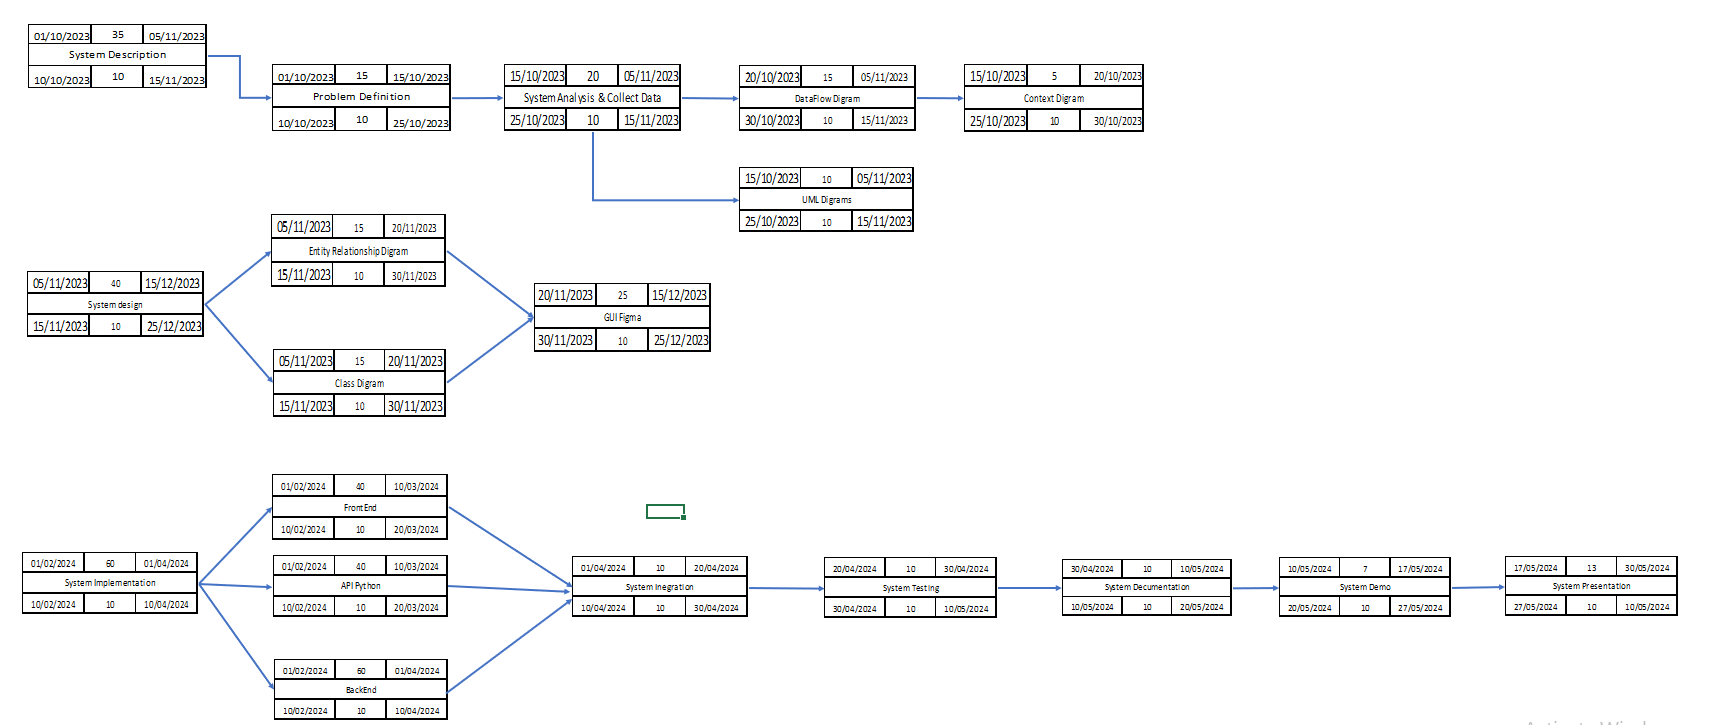 01/10/2023 35 05/11/2023
System Description
10/10/2023 10 15/11/2023
01/10/2023 15 15/10/2023
Problem Definition
10/10/2023 10 25/10/2023
15/10/2023 20 05/11/2023
System Analysis & Collect Data
25/10/2023 10 15/11/2023
20/10/2023 15 05/11/2023
DataFlow Digram
30/10/2023 10 15/11/2023
15/10/2023 5 20/10/2023
Context Digram
25/10/2023 10 30/10/2023
15/10/2023 10 05/11/2023
UML Digrams
25/10/2023 10 15/11/2023
05/11/2023 15 20/11/2023
Entity Relationship Digram
15/11/2023 10 30/11/2023
05/11/2023 40 15/12/2023
System design
15/11/2023 10 25/12/2023
20/11/2023 25 15/12/2023
GUI Figma
30/11/2023 10 25/12/2023
05/11/2023 15 20/11/2023
Class Digram
15/11/2023 10 30/11/2023
01/02/2024 40 10/03/2024
FrontEnd
10/02/2024 10 20/03/2024
01/02/2024 60 01/04/2024
System Implementation
10/02/2024 10 10/04/2024
01/02/2024 40 10/03/2024
API Python
10/02/2024 10 20/03/2024
01/02/2024 60 01/04/2024
BackEnd
10/02/2024 10 10/04/2024
01/04/2024 10 20/04/2024
System Inegration
10/04/2024 10 30/04/2024
20/04/2024 10 30/04/2024
System Testing
30/04/2024 10 10/05/2024
30/04/2024 10 10/05/2024
System Decumentation
10/05/2024 10 20/05/2024
10/05/2024 7 17/05/2024
System Demo
20/05/2024 10 27/05/2024
17/05/2024 13 30/05/2024
System Presentation
27/05/2024 10 10/05/2024